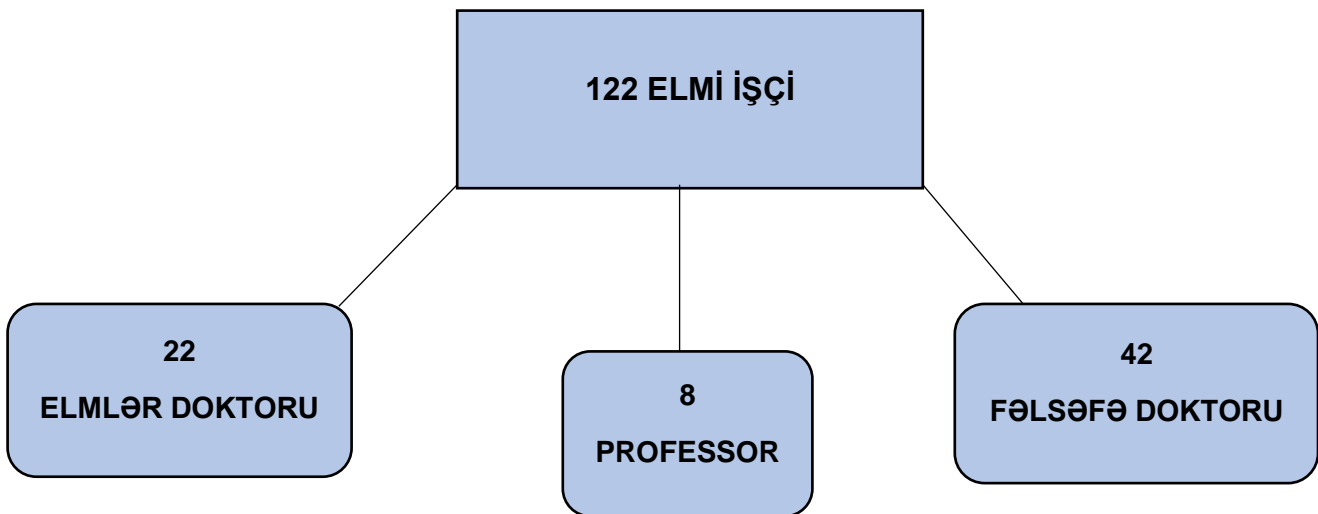 122 ELMİ İŞÇİ
22
ELMLƏR DOKTORU
8
PROFESSOR
42
FƏLSƏFƏ DOKTORU